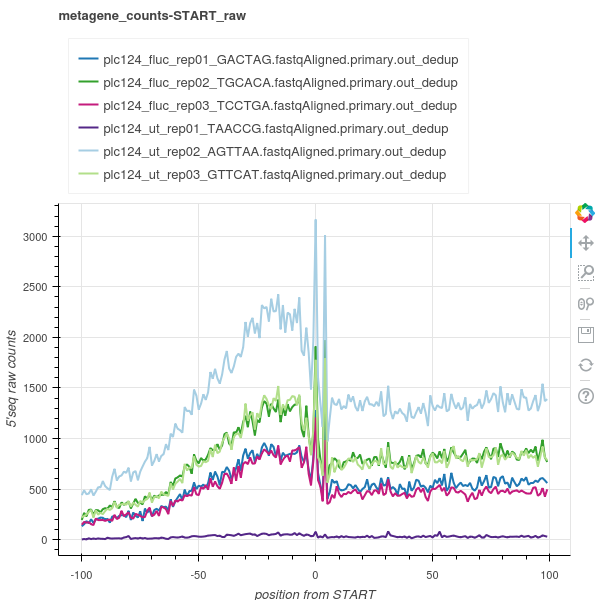 metagene_counts-START_raw
plc124_fluc_rep01_GACTAG.fastqAligned.primary.out_dedup
plc124_fluc_rep02_TGCACA.fastqAligned.primary.out_dedup
plc124_fluc_rep03_TCCTGA.fastqAligned.primary.out_dedup
plc124_ut_rep01_TAACCG.fastqAligned.primary.out_dedup
plc124_ut_rep02_AGTTAA.fastqAligned.primary.out_dedup
plc124_ut_rep03_GTTCAT.fastqAligned.primary.out_dedup
3000
2500
2000
1500
1000
500
0
5'seq raw counts
-100 -50 0 50 100
position from START